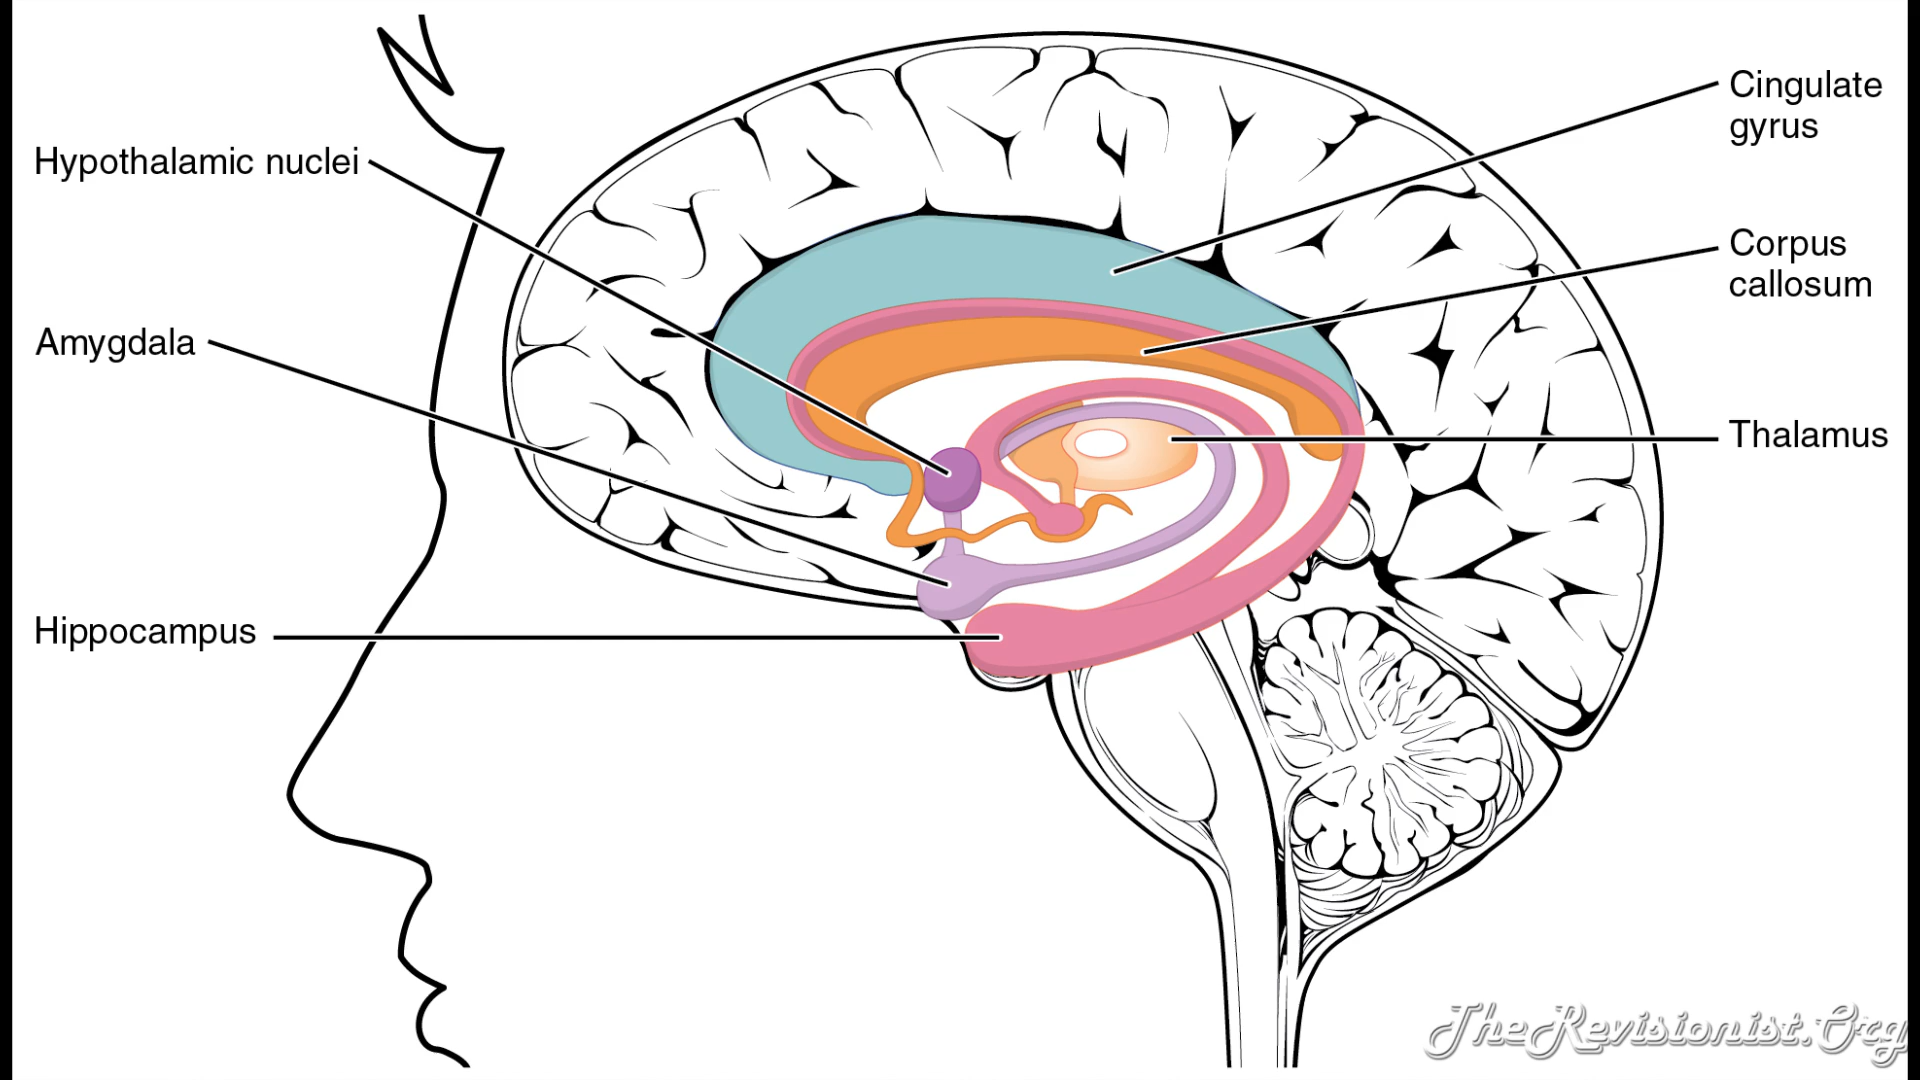 Hypothalamic nuclei
Amygdala
Hippocampus
Cingulate
gyrus
Corpus
callosum
Thalamus
TheRevisionist.Org